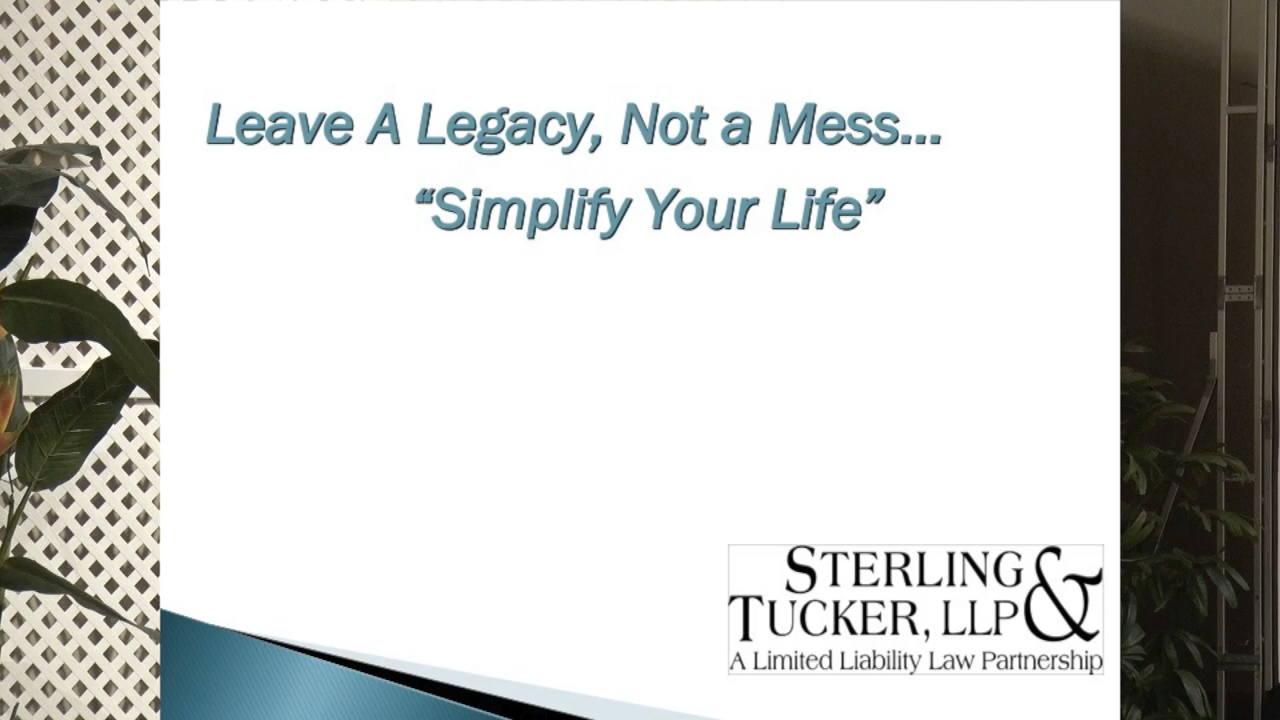 Leave A Legacy, Not a Mess...
“Simplify Your Life”
STERLING &
TUCKER, LLP
A Limited Liability Law Partnership